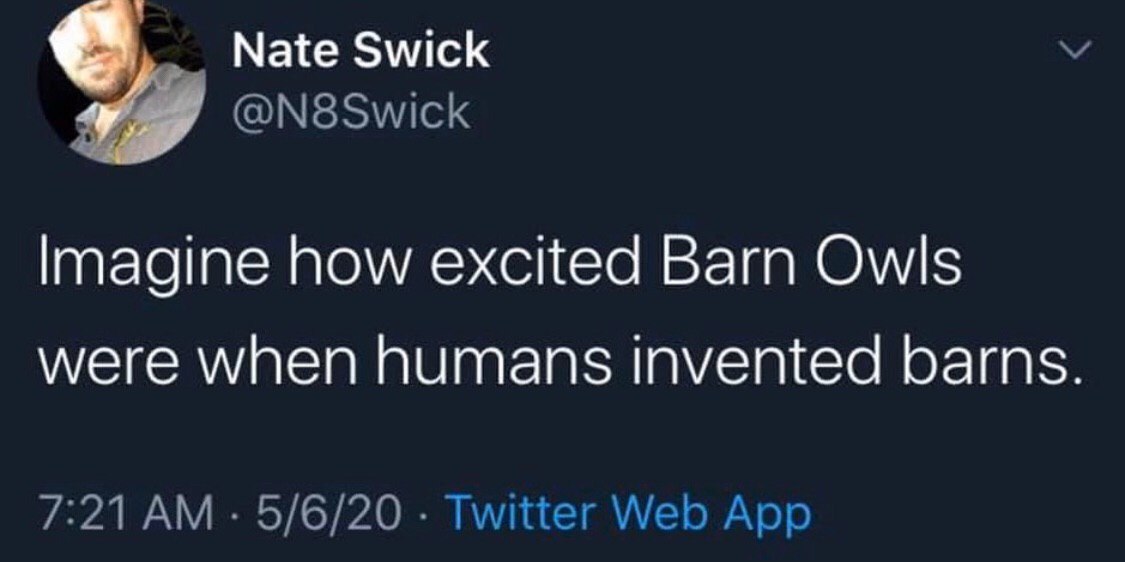 Nate Swick
@N8Swick
Imagine how excited Barn Owls
were when humans invented barns.
7:21 AM · 5/6/20 · Twitter Web App